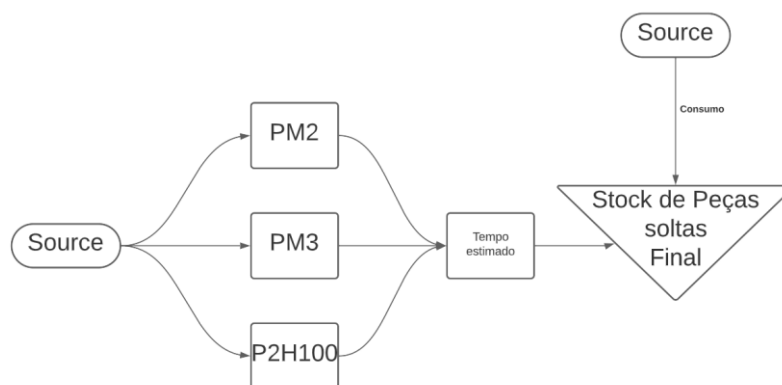 Source
Consumo
PM2
Stock de Peças
soltas
Final
Source
PM3
Tempo
estimado
P2H100